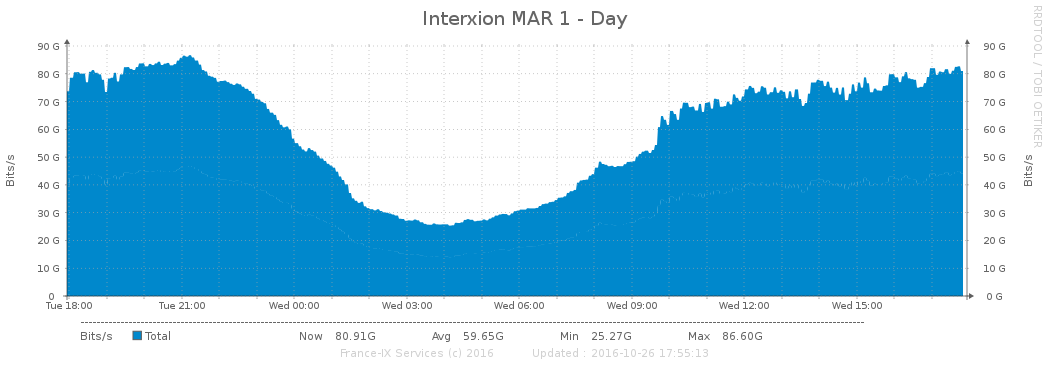 Interxion MAR 1 - Day
RRDTOOL / TOBI OETIKER
90 G 90 G
80 G 80 G
70 G 70 G
60 G 60 G
50 G 50 G
40 G 40 G
30 G 30 G
20 G 20 G
10 G 10 G
0 0 G
Bits/s
Bits/s
Tue 18:00 Tue 21:00 Wed 00:00 Wed 03:00 Wed 06:00 Wed 09:00 Wed 12:00 Wed 15:00
Bits/s Total Now 80.91G Avg 59.65G Min 25.27G Max 86.60G
France-IX Services (c) 2016 Updated : 2016-10-26 17:55:13